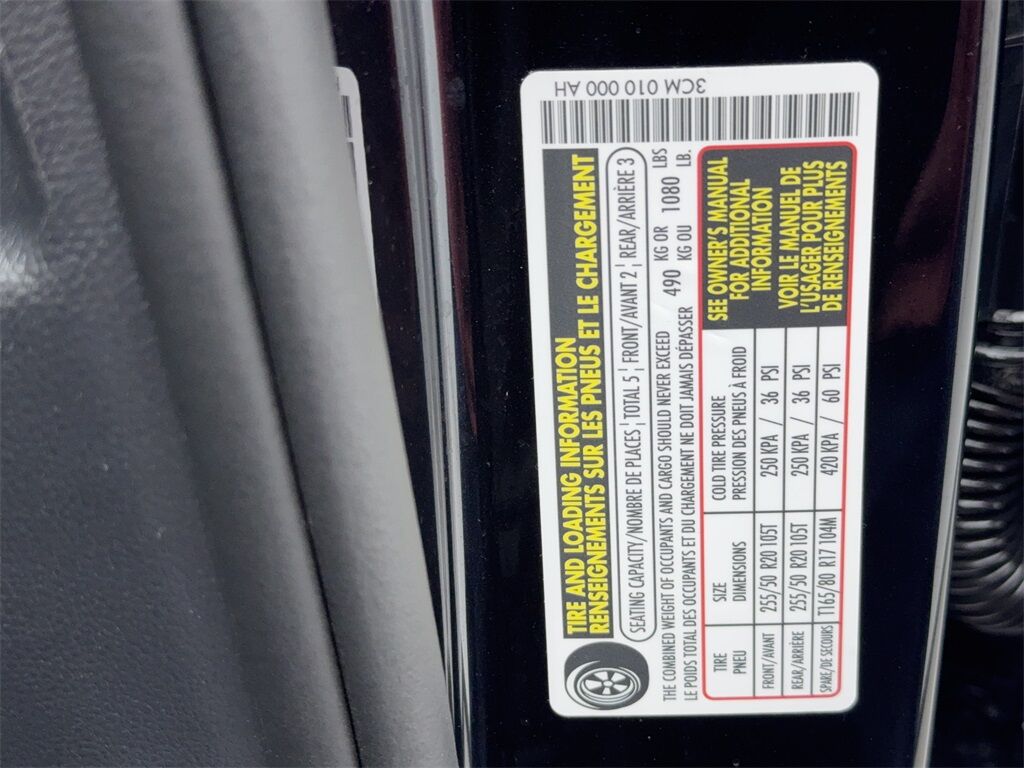 3CM 010 000 AH
TIRE AND LOADING INFORMATION
RENSEIGNEMENTS SUR LES PNEUS ET LE CHARGEMENT
SEATING CAPACITY/NOMBRE DE PLACES ¦ TOTAL 5 ¦ FRONT/AVANT 2 ¦ REAR/ARRIÈRE 3
THE COMBINED WEIGHT OF OCCUPANTS AND CARGO SHOULD NEVER EXCEED 490 KG OR 1080 LBS
LE POIDS TOTAL DES OCCUPANTS ET DU CHARGEMENT NE DOIT JAMAIS DÉPASSER KG OU LB.
TIRE SIZE COLD TIRE PRESSURE
PNEU DIMENSIONS PRESSION DES PNEUS À FROID
FRONT/AVANT 255/50 R20 105T 250 KPA / 36 PSI
REAR/ARRIÈRE 255/50 R20 105T 250 KPA / 36 PSI
SPARE/DE SECOURS T165/80 R17 104M 420 KPA / 60 PSI
SEE OWNER'S MANUAL
FOR ADDITIONAL
INFORMATION
VOIR LE MANUEL DE
L'USAGER POUR PLUS
DE RENSEIGNEMENTS